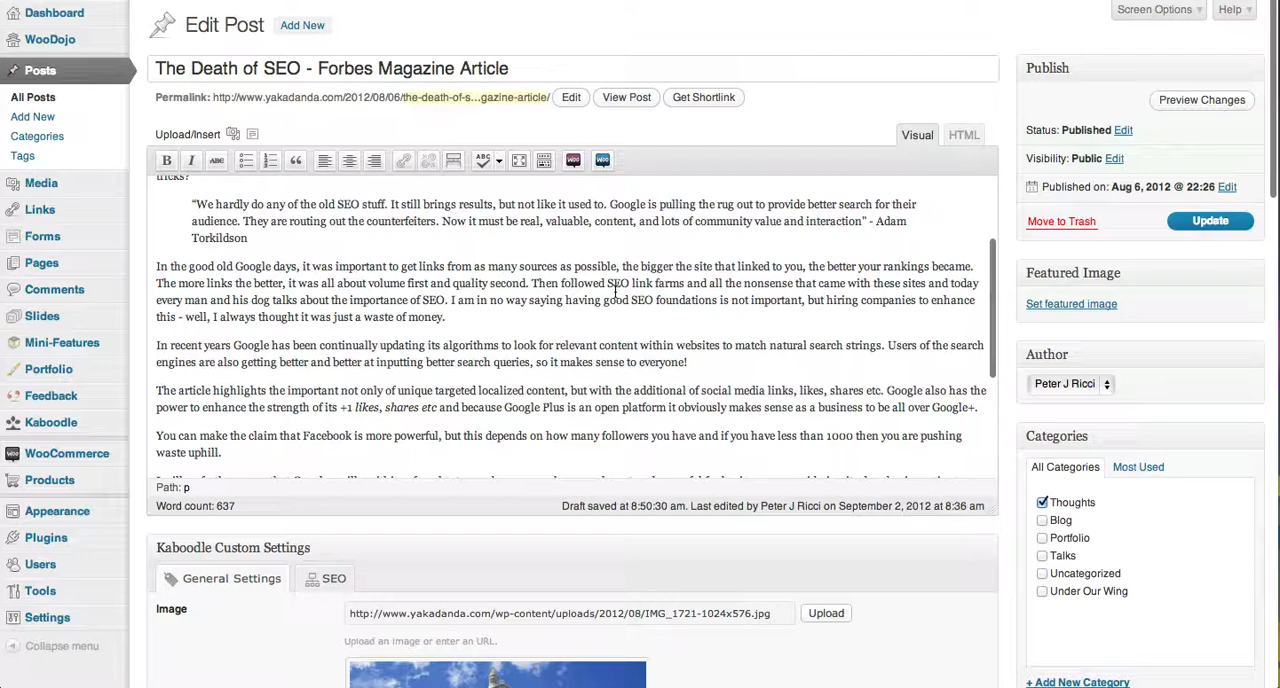 Dashboard
WooDojo
Posts
All Posts
Add New
Categories
Tags
Media
Links
Forms
Pages
Comments
Slides
Mini-Features
Portfolio
Feedback
Kaboodle
WooCommerce
Products
Appearance
Plugins
Users
Tools
Settings
Collapse menu
Screen Options
Help
Edit Post
Add New
The Death of SEO - Forbes Magazine Article
Permalink: http://www.yakadanda.com/2012/08/06/the-death-of-s...gazine-article/ Edit View Post Get Shortlink
Upload/Insert
Visual
HTML
B I ABC ABC
tricks?
"We hardly do any of the old SEO stuff. It still brings results, but not like it used to. Google is pulling the rug out to provide better search for their
audience. They are routing out the counterfeiters. Now it must be real, valuable, content, and lots of community value and interaction" - Adam
Torkildson
In the good old Google days, it was important to get links from as many sources as possible, the bigger the site that linked to you, the better your rankings became.
The more links the better, it was all about volume first and quality second. Then followed SEO link farms and all the nonsense that came with these sites and today
every man and his dog talks about the importance of SEO. I am in no way saying having good SEO foundations is not important, but hiring companies to enhance
this - well, I always thought it was just a waste of money.
In recent years Google has been continually updating its algorithms to look for relevant content within websites to match natural search strings. Users of the search
engines are also getting better and better at inputting better search queries, so it makes sense to everyone!
The article highlights the important not only of unique targeted localized content, but with the additional of social media links, likes, shares etc. Google also has the
power to enhance the strength of its +1 likes, shares etc and because Google Plus is an open platform it obviously makes sense as a business to be all over Google+.
You can make the claim that Facebook is more powerful, but this depends on how many followers you have and if you have less than 1000 then you are pushing
waste uphill.
Path: p
Word count: 637
Draft saved at 8:50:30 am. Last edited by Peter J Ricci on September 2, 2012 at 8:36 am
Kaboodle Custom Settings
General Settings
SEO
Image
http://www.yakadanda.com/wp-content/uploads/2012/08/IMG_1721-1024x576.jpg
Upload
Upload an image or enter an URL.
Publish
Preview Changes
Status: Published Edit
Visibility: Public Edit
Published on: Aug 6, 2012 @ 22:26 Edit
Move to Trash
Update
Featured Image
Set featured image
Author
Peter J Ricci
Categories
All Categories
Most Used
Thoughts
Blog
Portfolio
Talks
Uncategorized
Under Our Wing
+ Add New Category